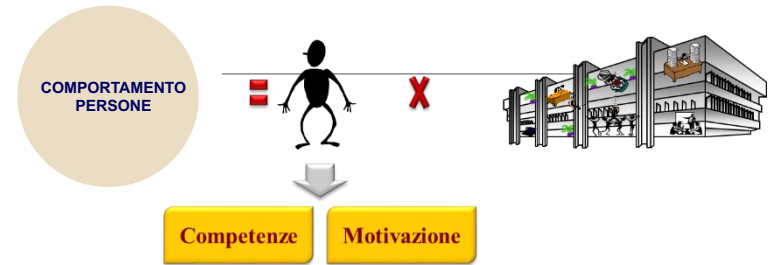 COMPORTAMENTO
PERSONE
=
X
Competenze
Motivazione